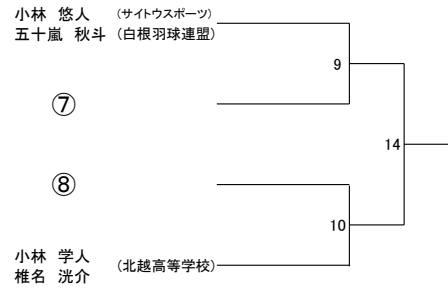 小林 悠人 (サイトウスポーツ)
五十嵐 秋斗 (白根羽球連盟)
9
⑦
14
⑧
10
小林 学人
(北越高等学校)
椎名 洸介